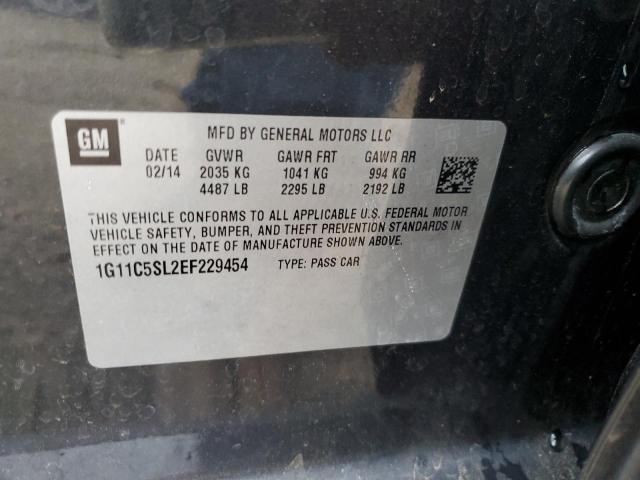 GM
MFD BY GENERAL MOTORS LLC
DATE GVWR GAWR FRT GAWR RR
02/14 2035 KG 1041 KG 994 KG
4487 LB 2295 LB 2192 LB
THIS VEHICLE CONFORMS TO ALL APPLICABLE U.S. FEDERAL MOTOR
VEHICLE SAFETY, BUMPER, AND THEFT PREVENTION STANDARDS IN
EFFECT ON THE DATE OF MANUFACTURE SHOWN ABOVE.
1G11C5SL2EF229454 TYPE: PASS CAR